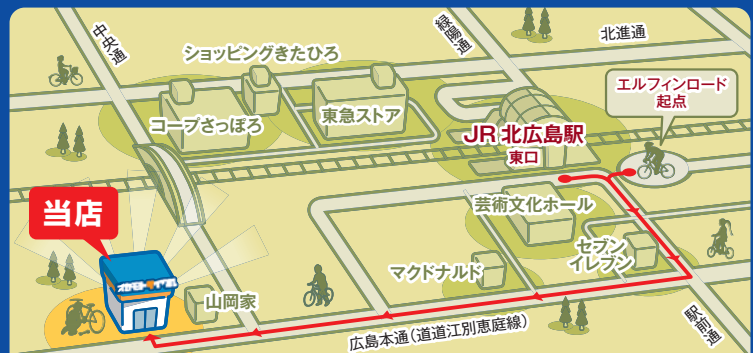 中央通
緑陽通
北進通
ショッピングきたひろ
エルフィンロード
起点
コープさっぽろ
東急ストア
JR 北広島駅
東口
当店
芸術文化ホール
セブン
イレブン
マクドナルド
山岡家
広島本通(道道江別恵庭線)
駅前通